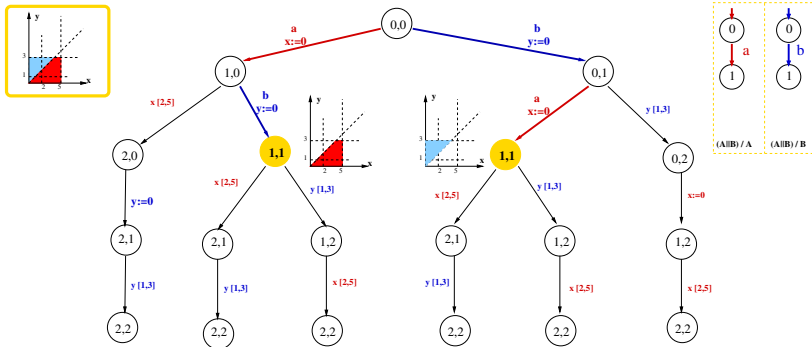 y
3
1
2 5
x
0,0
a
x:=0
b
y:=0
1,0
0,1
0
a
1
0
b
1
(A||B) / A
(A||B) / B
x [2,5]
b
y:=0
y
3
1
2 5
x
y
3
1
2 5
x
a
x:=0
y [1,3]
2,0
1,1
1,1
0,2
y:=0
x [2,5]
y [1,3]
x [2,5]
y [1,3]
x:=0
2,1
2,1
1,2
2,1
1,2
1,2
y [1,3]
y [1,3]
x [2,5]
y [1,3]
x [2,5]
x [2,5]
2,2
2,2
2,2
2,2
2,2
2,2